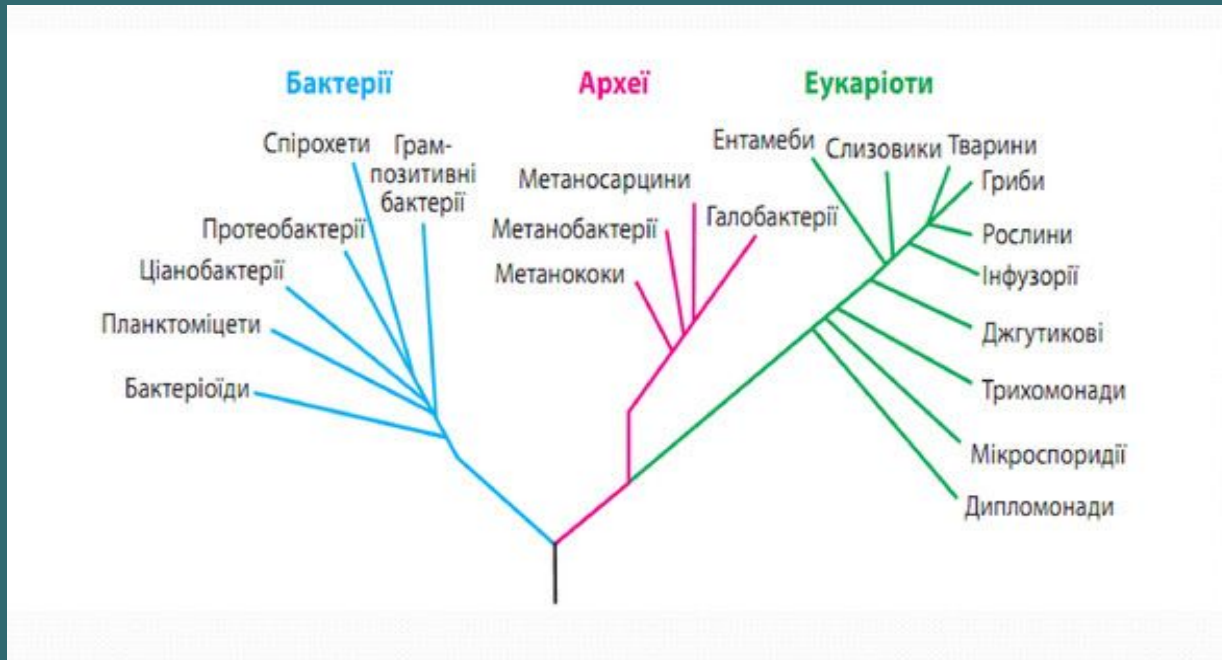 Бактерії
Археї
Еукаріоти
Спірохети
Грам-
позитивні
бактерії
Протеобактерії
Ціанобактерії
Планктоміцети
Бактеріоїди
Метаносарцини
Метанобактерії
Метанококи
Галобактерії
Ентамеби
Слизовики
Тварини
Гриби
Рослини
Інфузорії
Джгутикові
Трихомонади
Мікроспоридії
Дипломонади